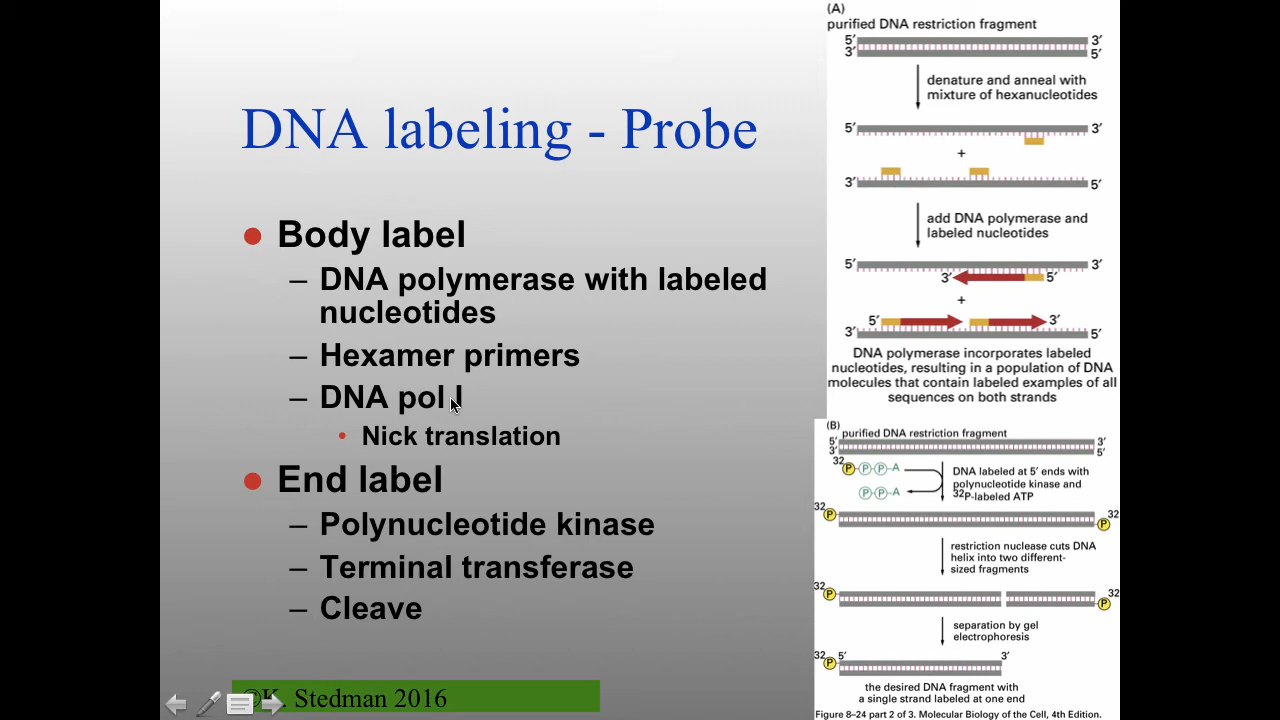 DNA labeling - Probe
Body label
– DNA polymerase with labeled
nucleotides
– Hexamer primers
– DNA pol I
Nick translation
End label
– Polynucleotide kinase
– Terminal transferase
– Cleave
©K. Stedman 2016
(A)
purified DNA restriction fragment
5′ 3′
3′ 5′
denature and anneal with
mixture of hexanucleotides
5′ 3′
+
3′ 5′
add DNA polymerase and
labeled nucleotides
5′ 3′
3′ 5′
+
5′ 3′
3′ 5′
DNA polymerase incorporates labeled
nucleotides, resulting in a population of DNA
molecules that contain labeled examples of all
sequences on both strands
(B)
purified DNA restriction fragment
5′ 3′
3′ 5′
32
P–P–P–A
P–P–A
DNA labeled at 5′ ends with
polynucleotide kinase and
32P-labeled ATP
32 32
P P
restriction nuclease cuts DNA
helix into two different-
sized fragments
32 32
P P
separation by gel
electrophoresis
32 5′ 3′
P
the desired DNA fragment with
a single strand labeled at one end
Figure 8–24 part 2 of 3. Molecular Biology of the Cell, 4th Edition.